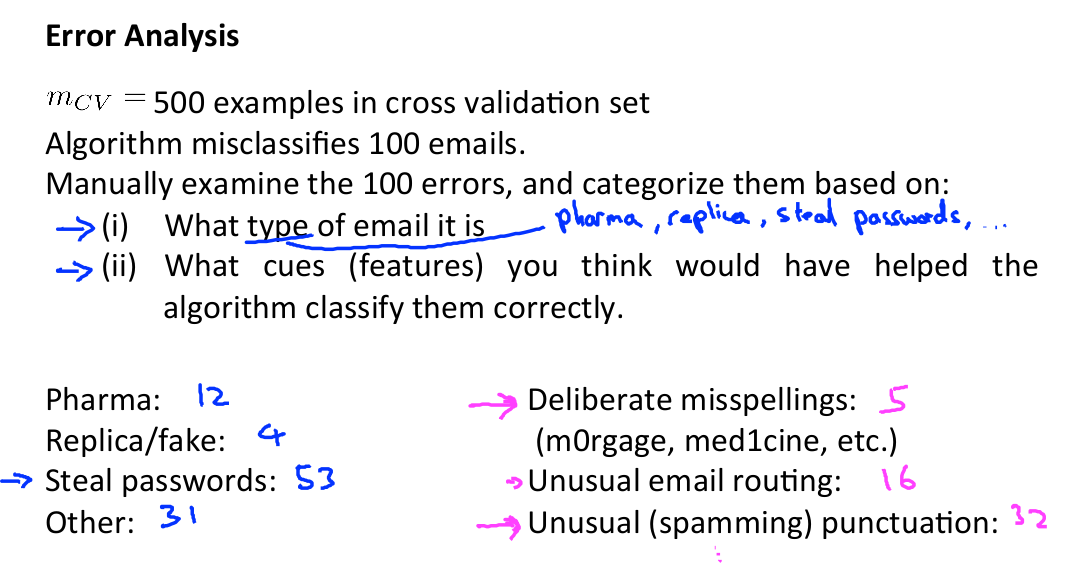 Error Analysis
m_CV = 500 examples in cross validation set
Algorithm misclassifies 100 emails.
Manually examine the 100 errors, and categorize them based on:
→ (i) What type of email it is pharma, replica, steal passwords, ...
→ (ii) What cues (features) you think would have helped the
algorithm classify them correctly.
Pharma: 12
Replica/fake: 4
→ Steal passwords: 53
Other: 31
→ Deliberate misspellings: 5
(m0rgage, med1cine, etc.)
→ Unusual email routing: 16
→ Unusual (spamming) punctuation: 32